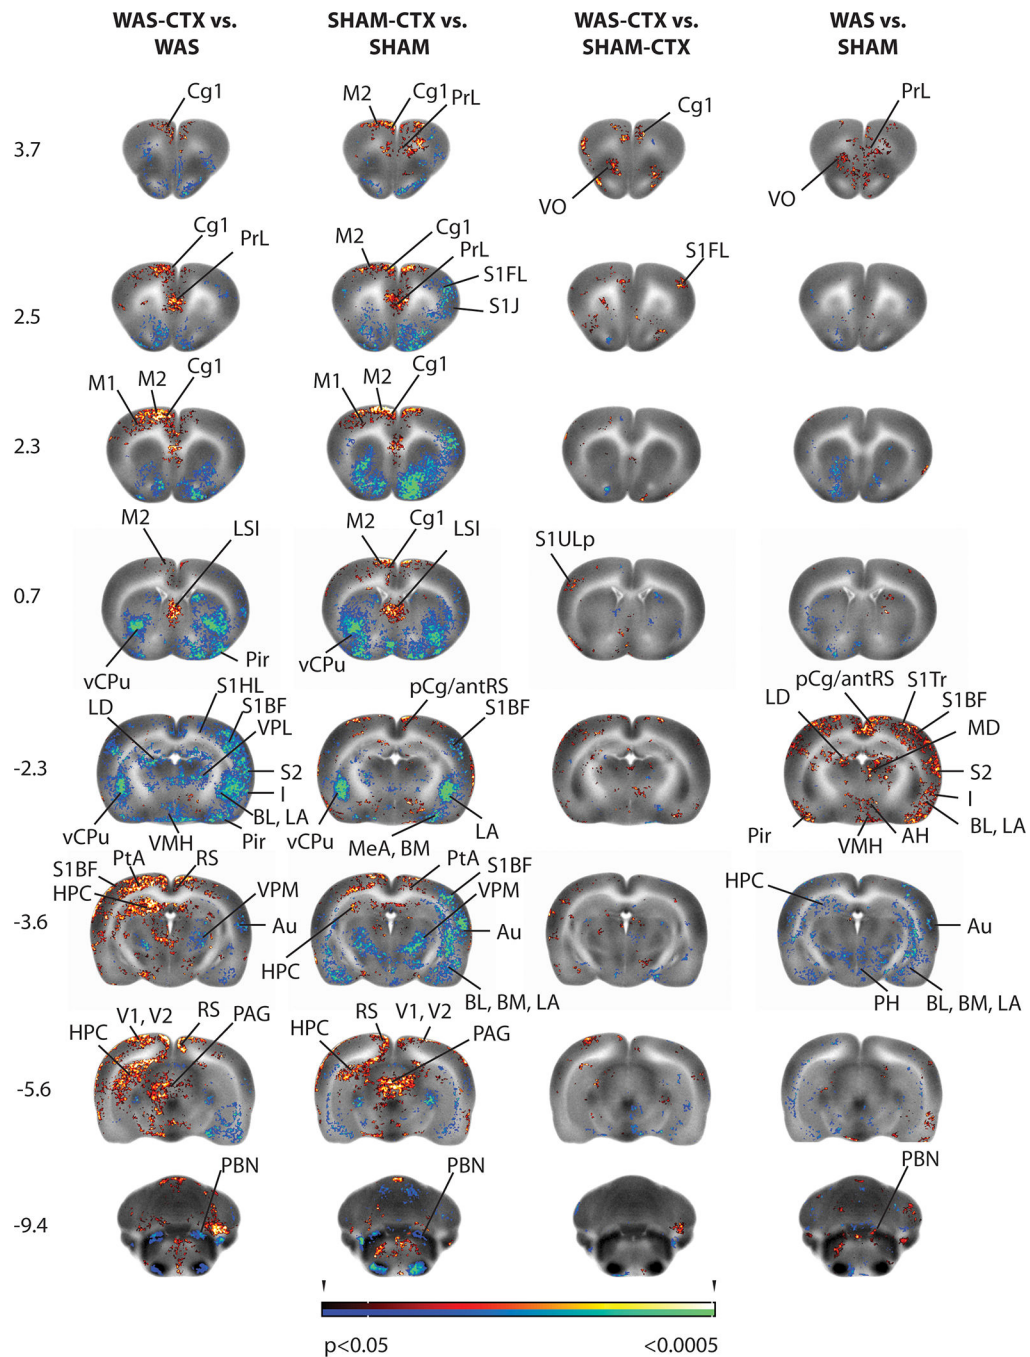 WAS-CTX vs. SHAM-CTX vs. WAS-CTX vs. WAS vs.
WAS SHAM SHAM-CTX SHAM
Cg1 M2 Cg1 PrL Cg1 PrL
3.7
VO VO
Cg1 PrL M2 Cg1 PrL S1FL S1J S1FL
2.5
M1 M2 Cg1 M1 M2 Cg1
2.3
M2 LSI M2 Cg1 LSI S1ULp
0.7
vCPu Pir vCPu
S1HL LD S1BF VPL pCg/antRS S1BF pCg/antRS LD S1Tr S1BF MD
-2.3
S2 I BL, LA S2 I BL, LA
vCPu VMH Pir vCPu MeA, BM LA Pir VMH AH
PtA RS S1BF HPC VPM PtA S1BF VPM HPC
-3.6
Au HPC Au BL, BM, LA Au PH BL, BM, LA
V1, V2 RS PAG HPC RS V1, V2 HPC PAG
-5.6
PBN PBN PBN
-9.4
p<0.05 <0.0005